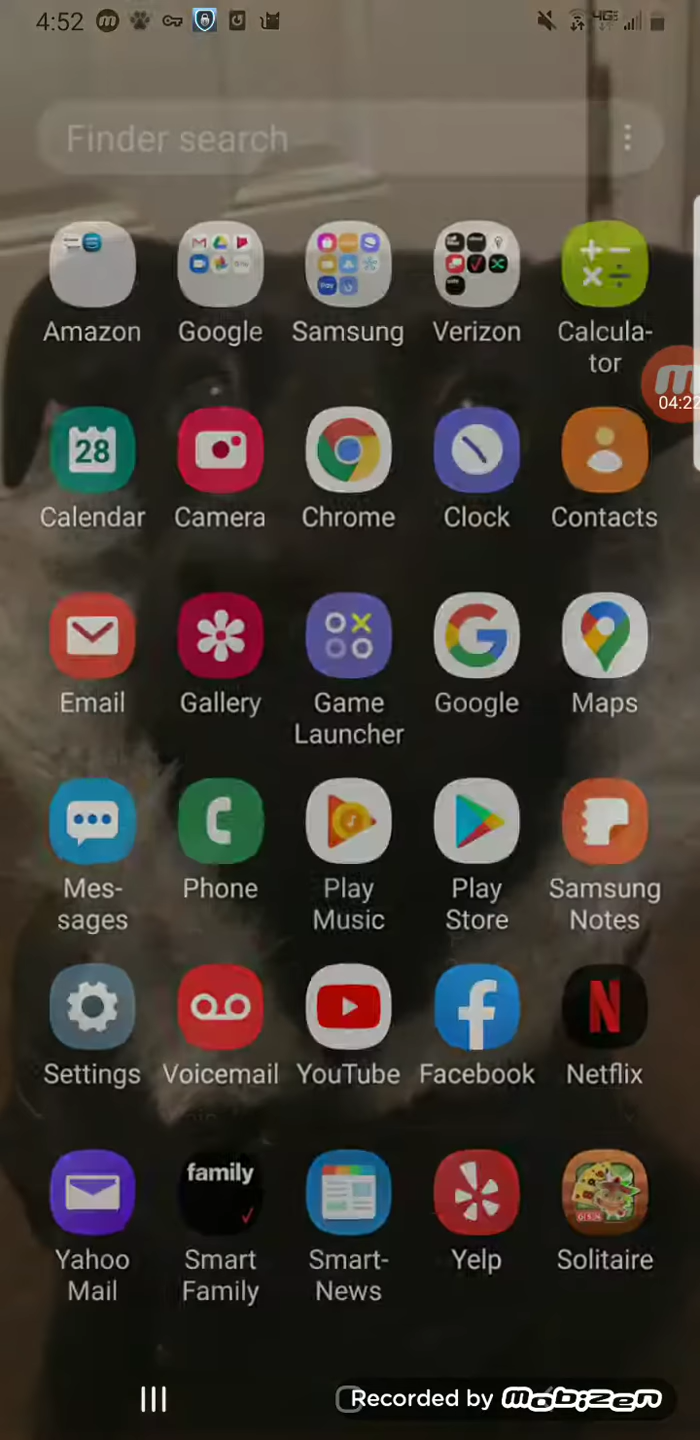 4:52
4G
Finder search
Amazon Google Samsung Verizon Calcula-
tor
04:22
28
Calendar Camera Chrome Clock Contacts
Email Gallery Game Google Maps
Launcher
Mes- Phone Play Play Samsung
sages Music Store Notes
Settings Voicemail YouTube Facebook Netflix
family
Yahoo Smart Smart- Yelp Solitaire
Mail Family News
Recorded by mobizen